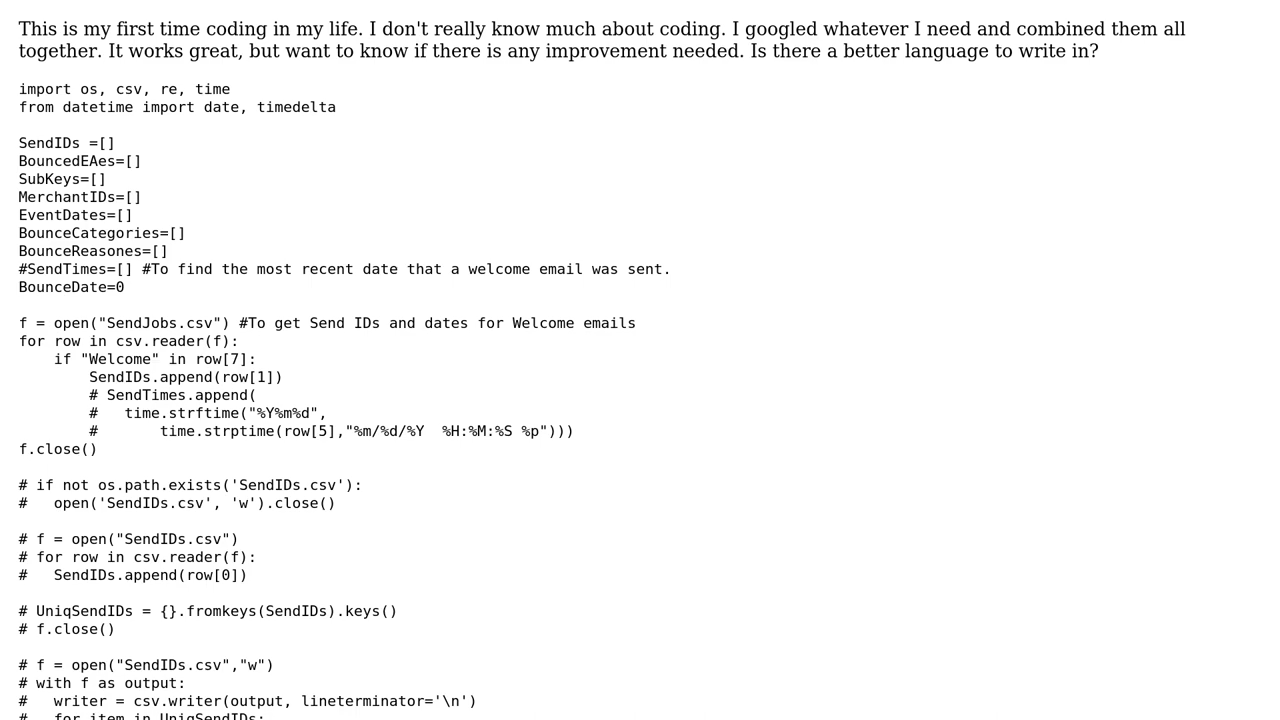 This is my first time coding in my life. I don't really know much about coding. I googled whatever I need and combined them all
together. It works great, but want to know if there is any improvement needed. Is there a better language to write in?
import os, csv, re, time
from datetime import date, timedelta
SendIDs =[]
BouncedEAes=[]
SubKeys=[]
MerchantIDs=[]
EventDates=[]
BounceCategories=[]
BounceReasones=[]
#SendTimes=[] #To find the most recent date that a welcome email was sent.
BounceDate=0
f = open("SendJobs.csv") #To get Send IDs and dates for Welcome emails
for row in csv.reader(f):
    if "Welcome" in row[7]:
        SendIDs.append(row[1])
        # SendTimes.append(
        #   time.strftime("%Y%m%d",
        #       time.strptime(row[5],"%m/%d/%Y  %H:%M:%S %p")))
f.close()
# if not os.path.exists('SendIDs.csv'):
#   open('SendIDs.csv', 'w').close()
# f = open("SendIDs.csv")
# for row in csv.reader(f):
#   SendIDs.append(row[0])
# UniqSendIDs = {}.fromkeys(SendIDs).keys()
# f.close()
# f = open("SendIDs.csv","w")
# with f as output:
#   writer = csv.writer(output, lineterminator='\n')
#   for item in UniqSendIDs: